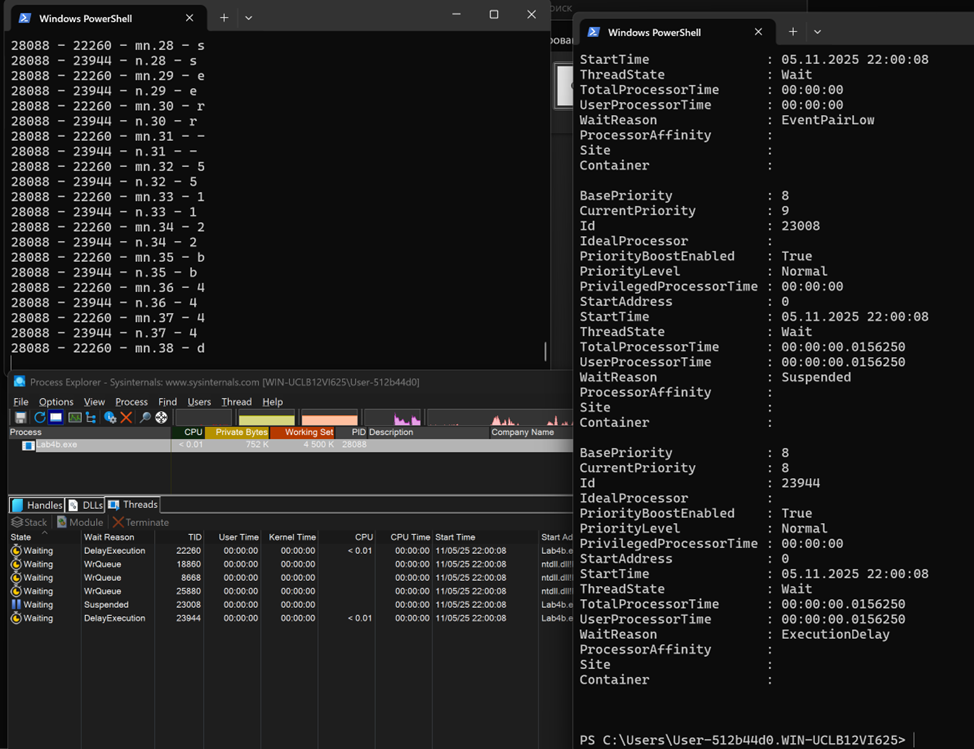 Windows PowerShell
28088 - 22260 - mn.28 - s
28088 - 23944 - n.28 - s
28088 - 22260 - mn.29 - e
28088 - 23944 - n.29 - e
28088 - 22260 - mn.30 - r
28088 - 23944 - n.30 - r
28088 - 22260 - mn.31 - -
28088 - 23944 - n.31 - -
28088 - 22260 - mn.32 - 5
28088 - 23944 - n.32 - 5
28088 - 22260 - mn.33 - 1
28088 - 23944 - n.33 - 1
28088 - 22260 - mn.34 - 2
28088 - 23944 - n.34 - 2
28088 - 22260 - mn.35 - b
28088 - 23944 - n.35 - b
28088 - 22260 - mn.36 - 4
28088 - 23944 - n.36 - 4
28088 - 22260 - mn.37 - 4
28088 - 23944 - n.37 - 4
28088 - 22260 - mn.38 - d
Process Explorer - Sysinternals: www.sysinternals.com [WIN-UCLB12VI625\User-512b44d0]
File Options View Process Find Users Thread Help
Process CPU Private Bytes Working Set PID Description Company Name
Lab4b.exe < 0.01 752 K 4 500 K 28088
Handles DLLs Threads
Stack Module Terminate
State Wait Reason TID User Time Kernel Time CPU CPU Time Start Time Start Ad
Waiting DelayExecution 22260 00:00:00 00:00:00 < 0.01 00:00:00 11/05/25 22:00:08 Lab4b.e
Waiting WrQueue 18860 00:00:00 00:00:00 00:00:00 11/05/25 22:00:08 ntdll.dll!
Waiting WrQueue 8668 00:00:00 00:00:00 00:00:00 11/05/25 22:00:08 ntdll.dll!
Waiting WrQueue 25880 00:00:00 00:00:00 00:00:00 11/05/25 22:00:08 ntdll.dll!
Waiting Suspended 23008 00:00:00 00:00:00 00:00:00 11/05/25 22:00:08 Lab4b.e
Waiting DelayExecution 23944 00:00:00 00:00:00 < 0.01 00:00:00 11/05/25 22:00:08 Lab4b.e
Windows PowerShell
StartTime : 05.11.2025 22:00:08
ThreadState : Wait
TotalProcessorTime : 00:00:00
UserProcessorTime : 00:00:00
WaitReason : EventPairLow
ProcessorAffinity :
Site :
Container :
BasePriority : 8
CurrentPriority : 9
Id : 23008
IdealProcessor :
PriorityBoostEnabled : True
PriorityLevel : Normal
PrivilegedProcessorTime : 00:00:00
StartAddress : 0
StartTime : 05.11.2025 22:00:08
ThreadState : Wait
TotalProcessorTime : 00:00:00.0156250
UserProcessorTime : 00:00:00.0156250
WaitReason : Suspended
ProcessorAffinity :
Site :
Container :
BasePriority : 8
CurrentPriority : 8
Id : 23944
IdealProcessor :
PriorityBoostEnabled : True
PriorityLevel : Normal
PrivilegedProcessorTime : 00:00:00
StartAddress : 0
StartTime : 05.11.2025 22:00:08
ThreadState : Wait
TotalProcessorTime : 00:00:00.0156250
UserProcessorTime : 00:00:00.0156250
WaitReason : ExecutionDelay
ProcessorAffinity :
Site :
Container :
PS C:\Users\User-512b44d0.WIN-UCLB12VI625>